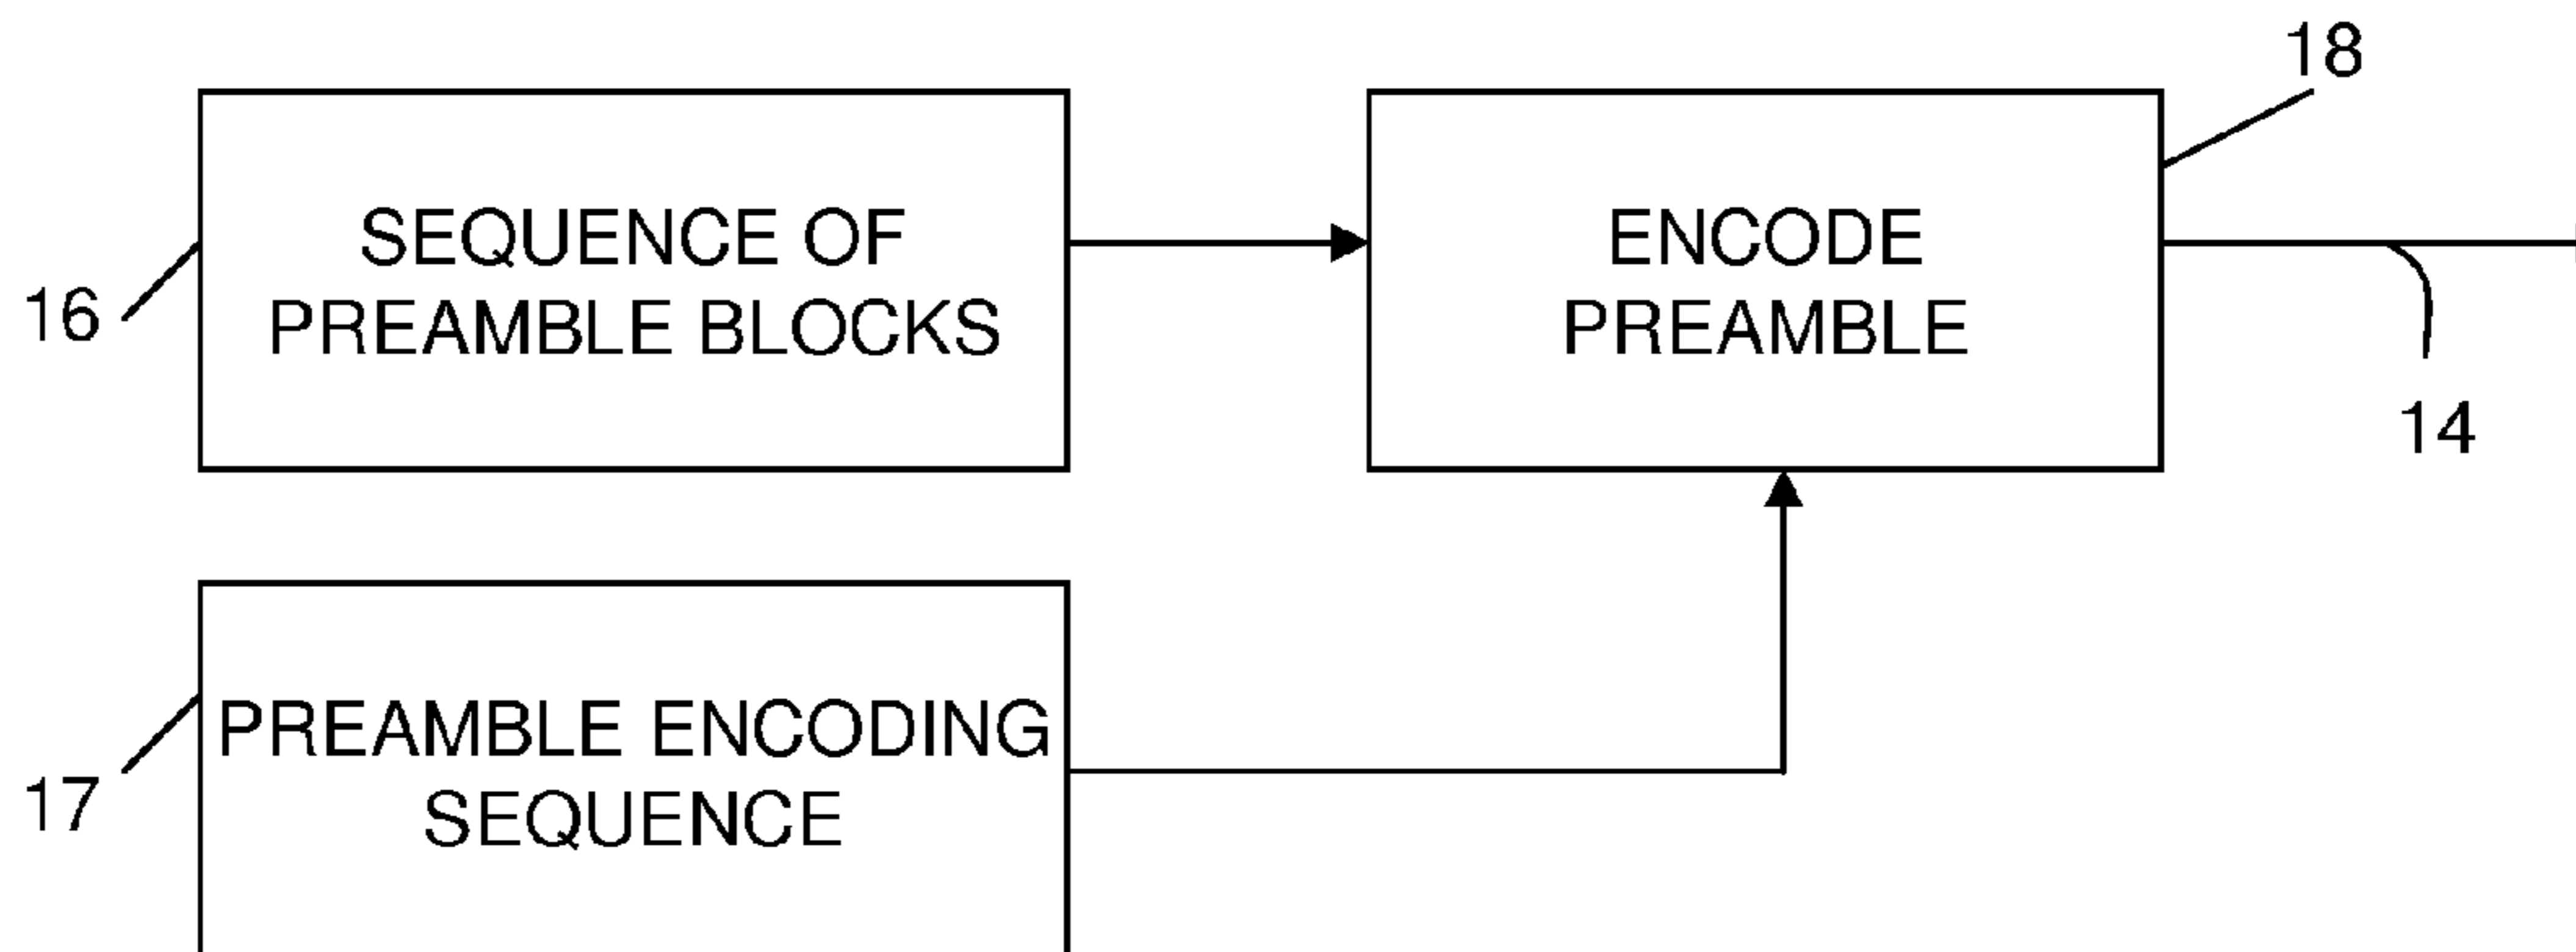 18
SEQUENCE OF
PREAMBLE BLOCKS
ENCODE
PREAMBLE
16
14
PREAMBLE ENCODING
SEQUENCE
17